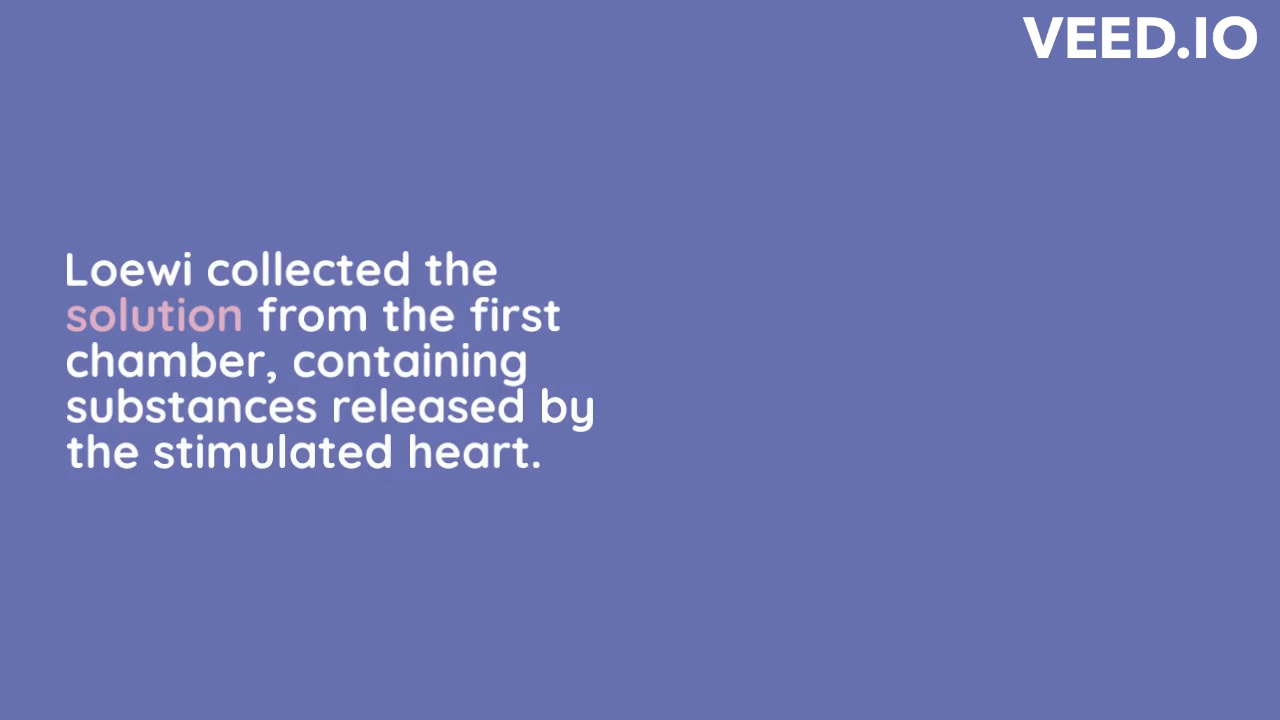 VEED.IO
Loewi collected the
solution from the first
chamber, containing
substances released by
the stimulated heart.